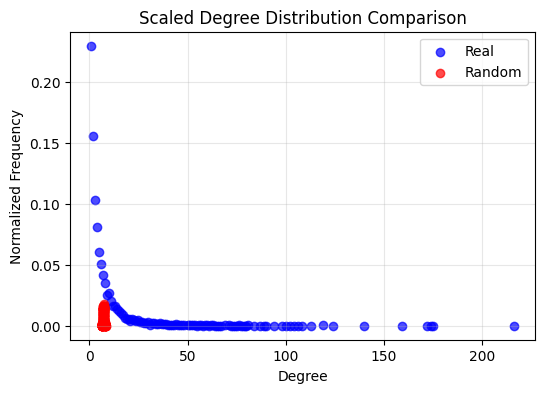 Scaled Degree Distribution Comparison
Real
Random
Normalized Frequency
0.20
0.15
0.10
0.05
0.00
0
50
100
150
200
Degree